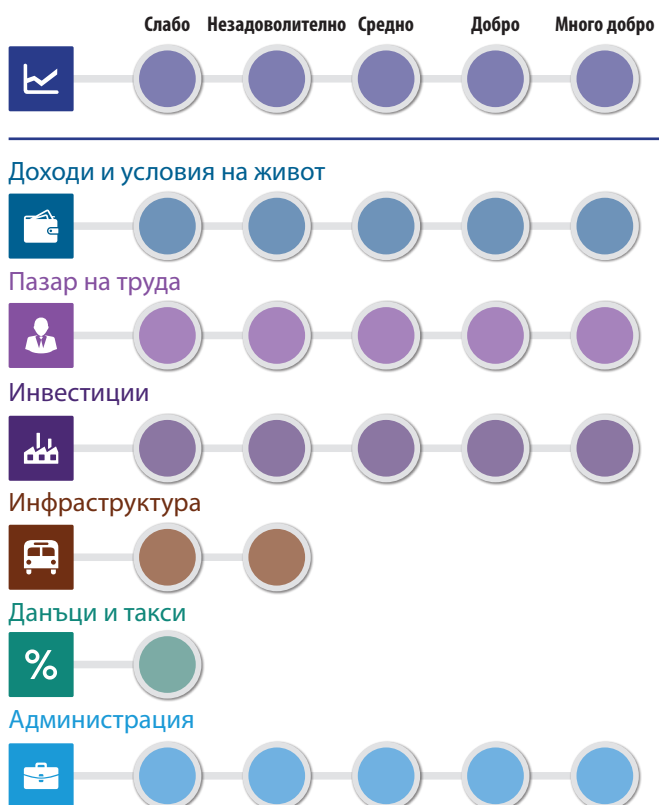 Слабо Незадоволително Средно Добро Много добро
Доходи и условия на живот
Пазар на труда
Инвестиции
Инфраструктура
Данъци и такси
%
Администрация